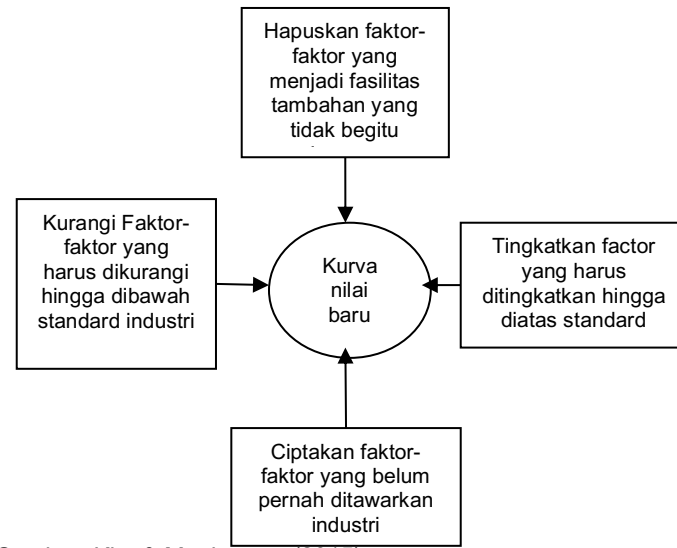 Hapuskan faktor-
faktor yang
menjadi fasilitas
tambahan yang
tidak begitu
Kurangi Faktor-
faktor yang
harus dikurangi
hingga dibawah
standard industri
Kurva
nilai
baru
Tingkatkan factor
yang harus
ditingkatkan hingga
diatas standard
Ciptakan faktor-
faktor yang belum
pernah ditawarkan
industri